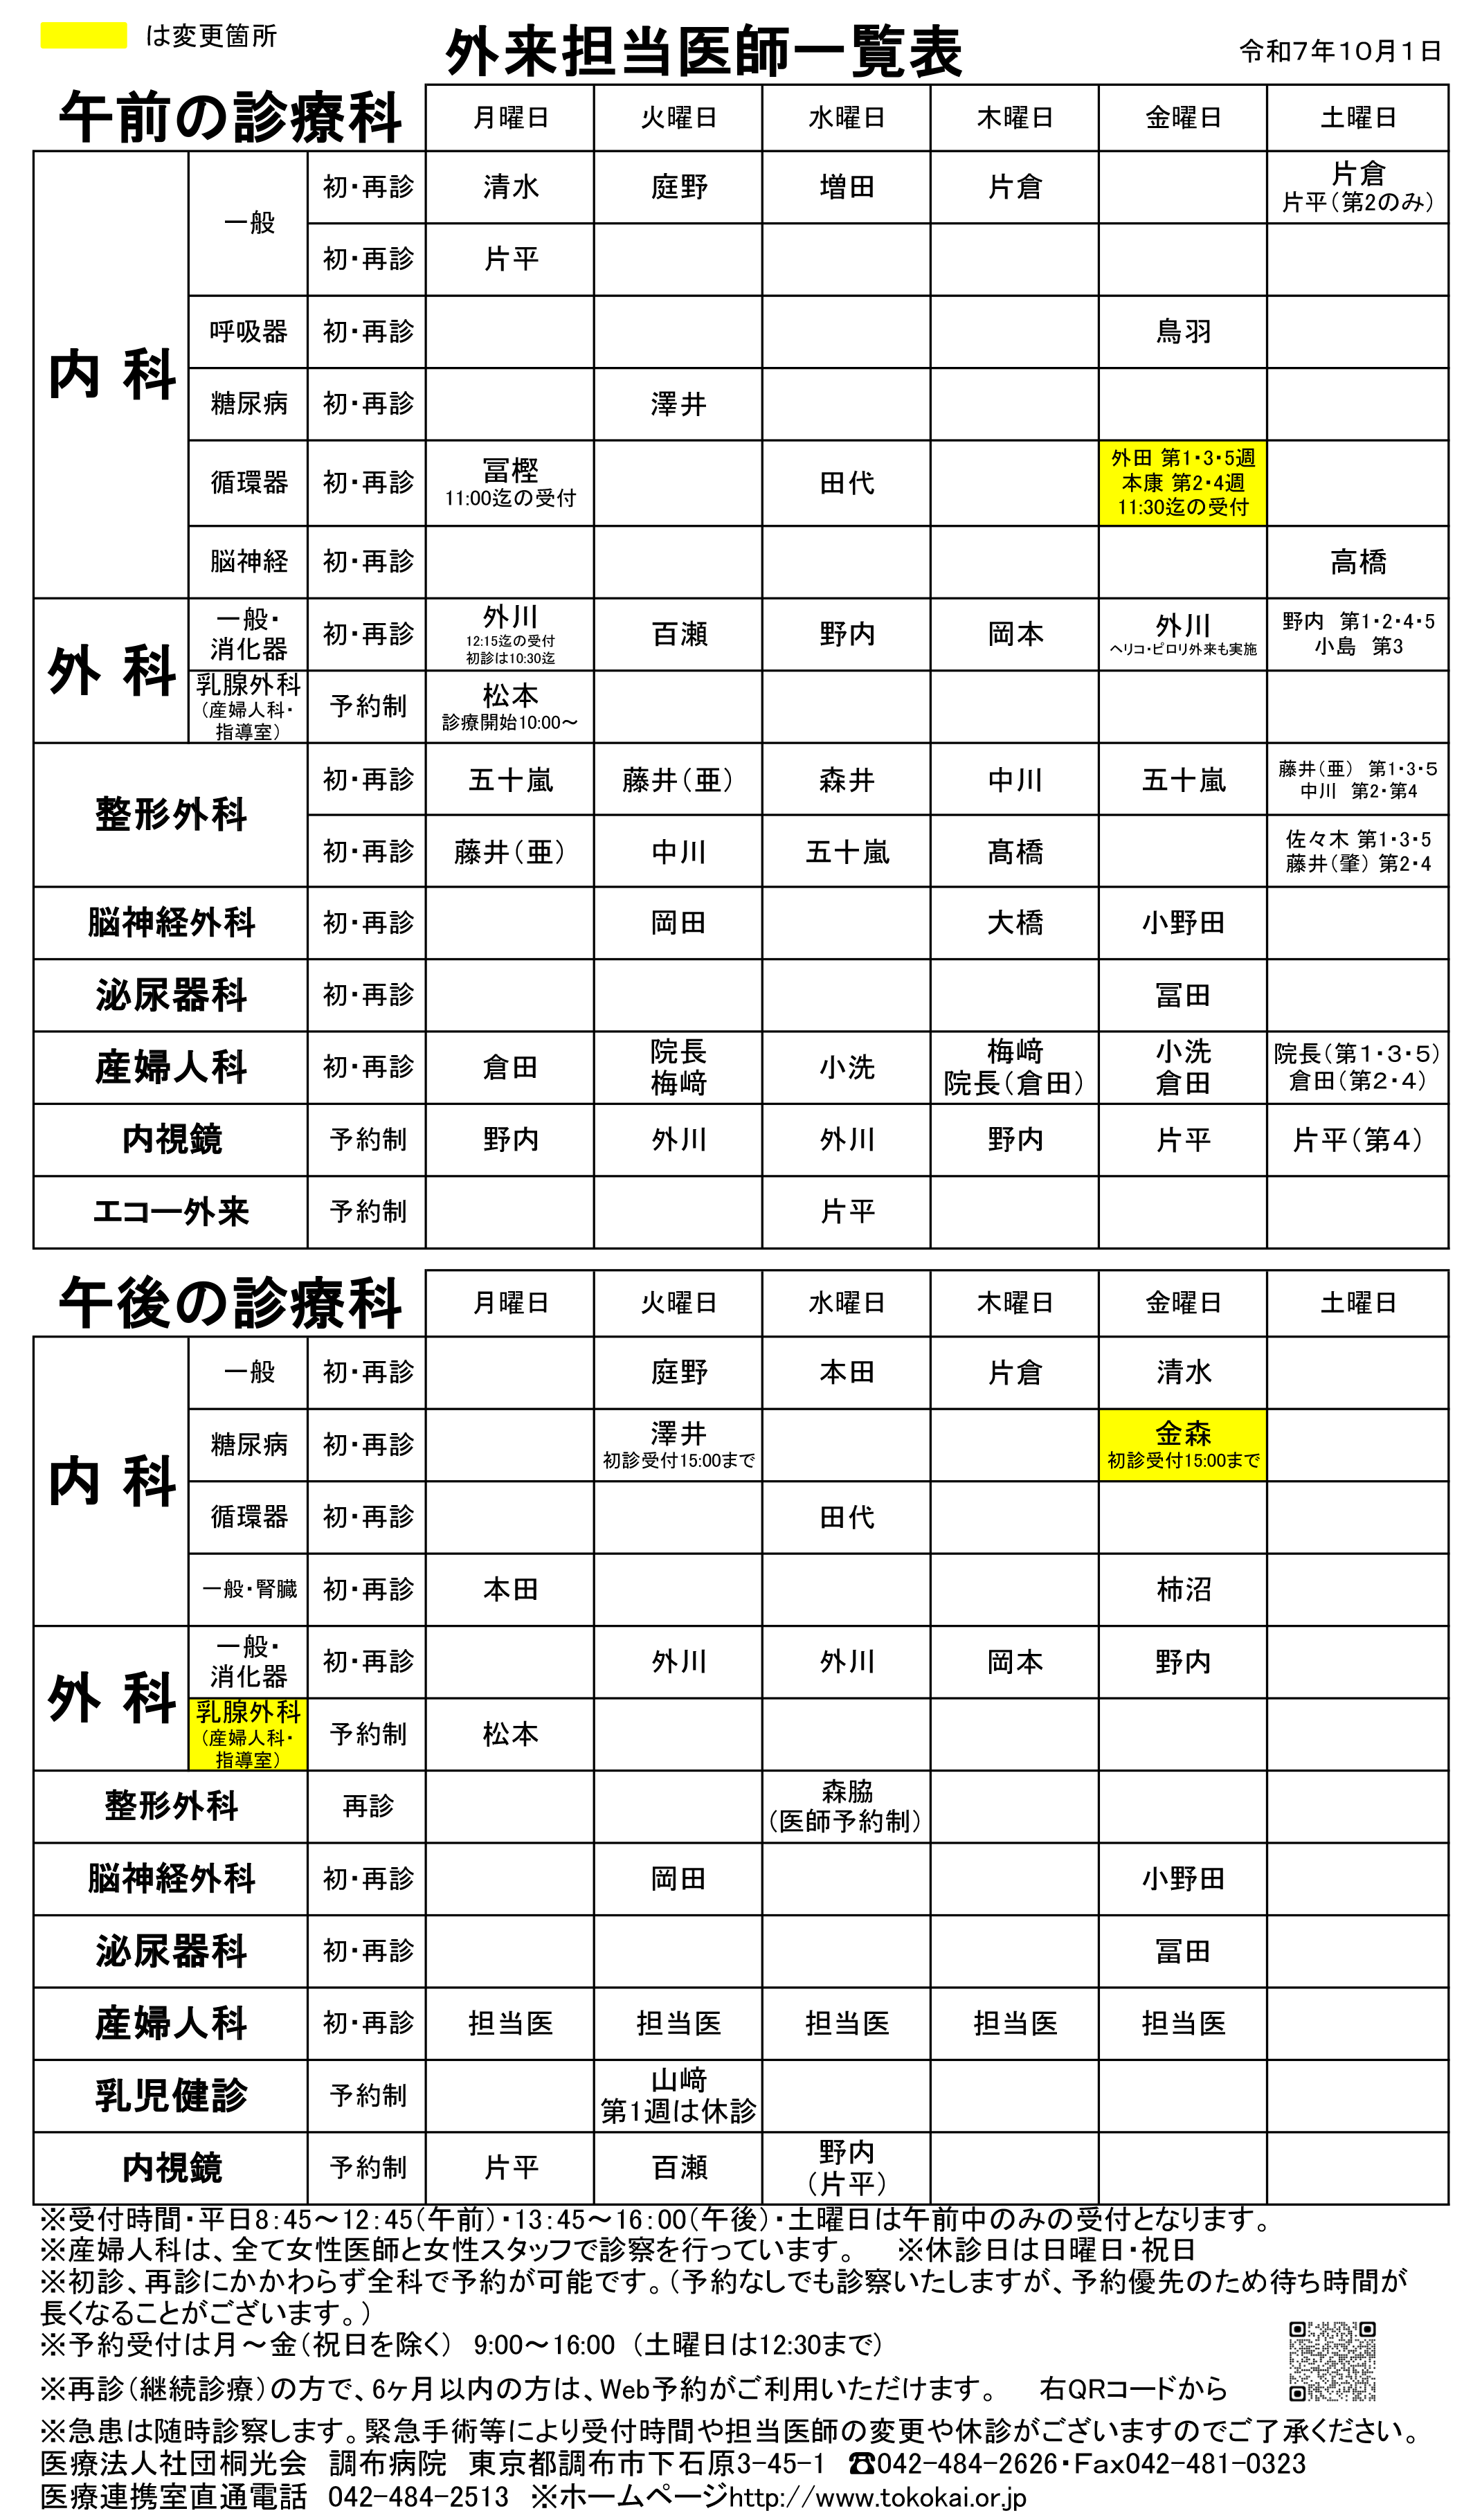 は変更箇所
外来担当医師一覧表
令和7年10月1日
午前の診療科 月曜日 火曜日 水曜日 木曜日 金曜日 土曜日
内科
一般 初・再診 清水 庭野 増田 片倉 片倉
片平（第2のみ）
初・再診 片平
呼吸器 初・再診 鳥羽
糖尿病 初・再診 澤井
循環器 初・再診 冨樫 田代 外田 第1・3・5週
11:00迄の受付 本康 第2・4週
11:30迄の受付
脳神経 初・再診 高橋
外科
一般・
消化器 初・再診 外川 百瀬 野内 岡本 外川 野内 第1・2・4・5
12:15迄の受付 ヘリコ・ピロリ外来も実施 小島 第3
初診は10:30迄
乳腺外科
（産婦人科・
指導室） 予約制 松本
診療開始10:00～
整形外科 初・再診 五十嵐 藤井（亜） 森井 中川 五十嵐 藤井（亜） 第1・3・5
中川 第2・第4
初・再診 藤井（亜） 中川 五十嵐 髙橋 佐々木 第1・3・5
藤井（肇） 第2・4
脳神経外科 初・再診 岡田 大橋 小野田
泌尿器科 初・再診 冨田
産婦人科 初・再診 倉田 院長 小洗 梅﨑 小洗 院長（第1・3・5）
梅﨑 院長（倉田） 倉田 倉田（第2・4）
内視鏡 予約制 野内 外川 外川 野内 片平 片平（第4）
エコー外来 予約制 片平
午後の診療科 月曜日 火曜日 水曜日 木曜日 金曜日 土曜日
内科
一般 初・再診 庭野 本田 片倉 清水
糖尿病 初・再診 澤井 金森
初診受付15:00まで 初診受付15:00まで
循環器 初・再診 田代
一般・腎臓 初・再診 本田 柿沼
外科
一般・
消化器 初・再診 外川 外川 岡本 野内
乳腺外科
（産婦人科・
指導室） 予約制 松本
整形外科 再診 森脇
（医師予約制）
脳神経外科 初・再診 岡田 小野田
泌尿器科 初・再診 冨田
産婦人科 初・再診 担当医 担当医 担当医 担当医 担当医
乳児健診 予約制 山﨑
第1週は休診
内視鏡 予約制 片平 百瀬 野内
（片平）
※受付時間・平日8:45～12:45（午前）・13:45～16:00（午後）・土曜日は午前中のみの受付となります。
※産婦人科は、全て女性医師と女性スタッフで診察を行っています。 ※休診日は日曜日・祝日
※初診、再診にかかわらず全科で予約が可能です。（予約なしでも診察いたしますが、予約優先のため待ち時間が
長くなることがございます。）
※予約受付は月～金（祝日を除く） 9:00～16:00 （土曜日は12:30まで）
※再診（継続診療）の方で、6ヶ月以内の方は、Web予約がご利用いただけます。 右QRコードから
※急患は随時診察します。緊急手術等により受付時間や担当医師の変更や休診がございますのでご了承ください。
医療法人社団桐光会 調布病院 東京都調布市下石原3-45-1 ☎042-484-2626・Fax042-481-0323
医療連携室直通電話 042-484-2513 ※ホームページhttp://www.tokokai.or.jp